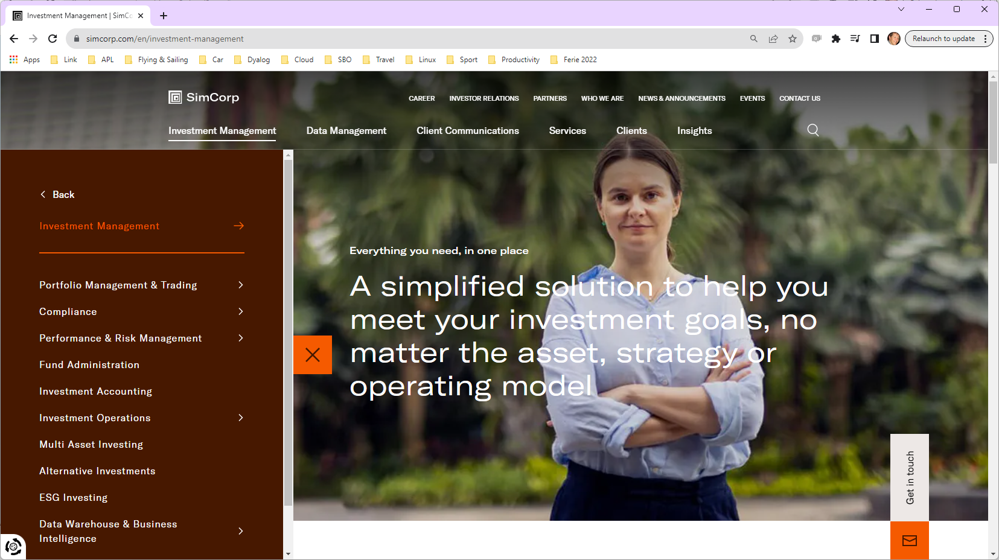 Investment Management | SimCo
simcorp.com/en/investment-management
Relaunch to update
Apps
Link
APL
Flying & Sailing
Car
Dyalog
Cloud
SBO
Travel
Linux
Sport
Productivity
Ferie 2022
SimCorp
CAREER
INVESTOR RELATIONS
PARTNERS
WHO WE ARE
NEWS & ANNOUNCEMENTS
EVENTS
CONTACT US
Investment Management
Data Management
Client Communications
Services
Clients
Insights
Back
Investment Management
Portfolio Management & Trading
Compliance
Performance & Risk Management
Fund Administration
Investment Accounting
Investment Operations
Multi Asset Investing
Alternative Investments
ESG Investing
Data Warehouse & Business
Intelligence
Everything you need, in one place
A simplified solution to help you
meet your investment goals, no
matter the asset, strategy or
operating model
Get in touch